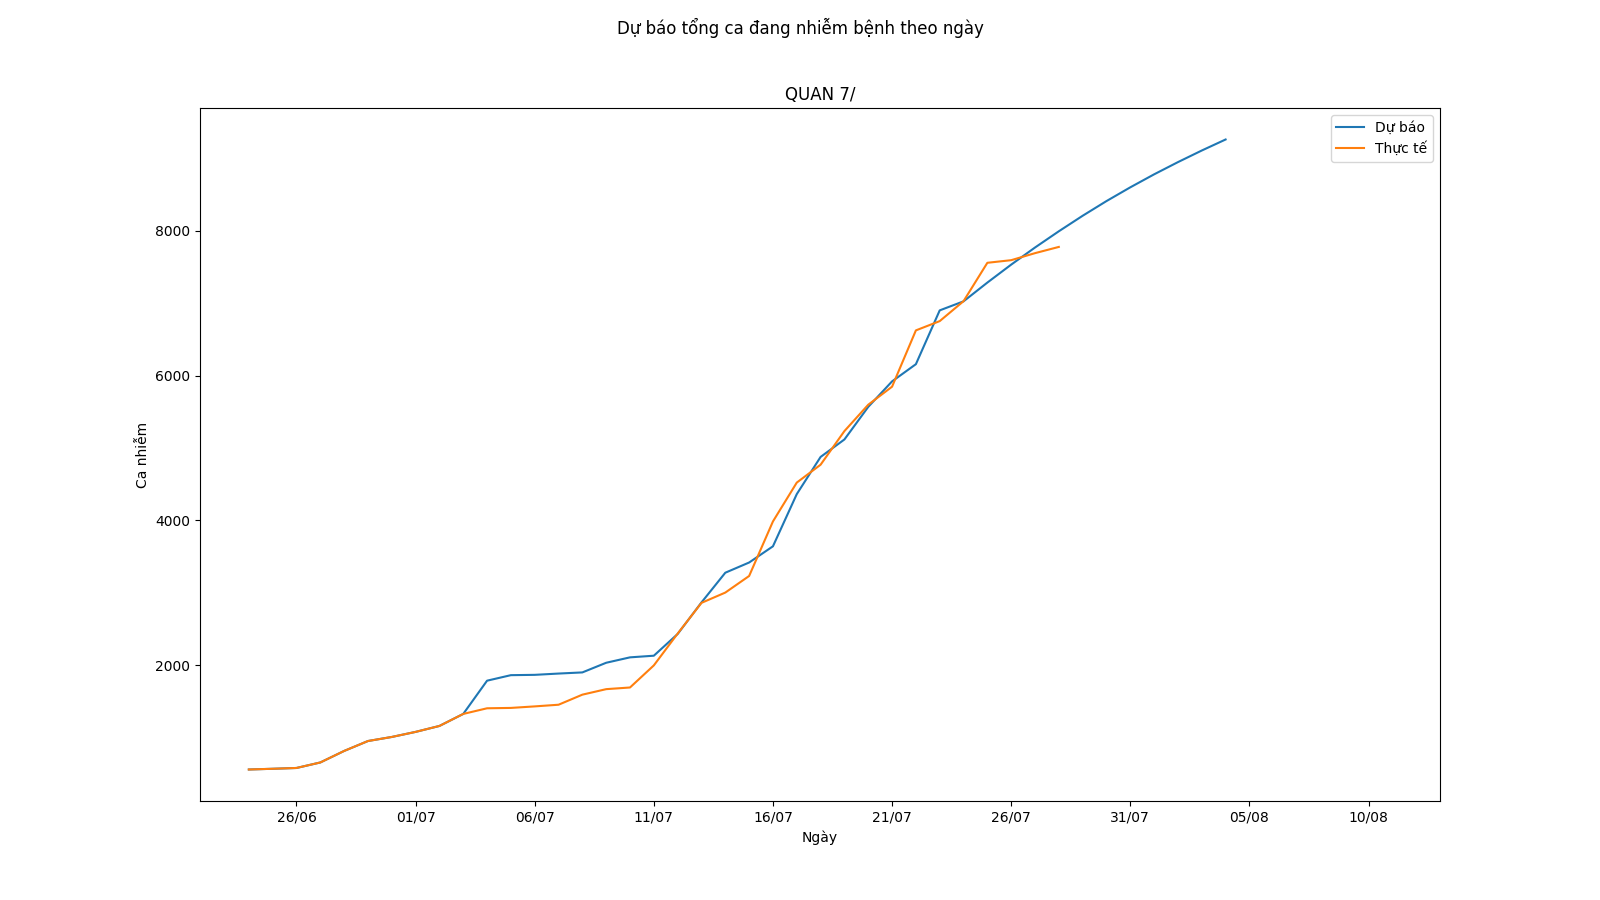 Dự báo tổng ca đang nhiễm bệnh theo ngày
QUAN 7/
Dự báo
Thực tế
8000
6000
4000
2000
Ca nhiễm
26/06 01/07 06/07 11/07 16/07 21/07 26/07 31/07 05/08 10/08
Ngày